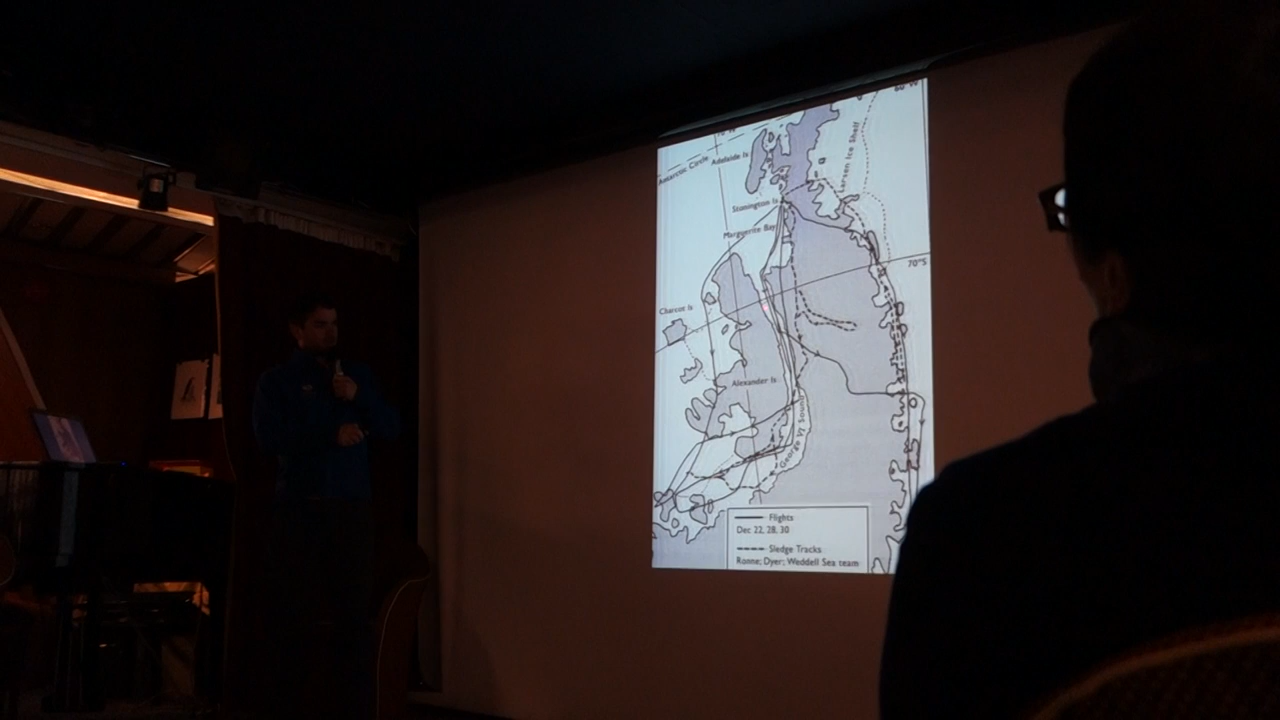 60°W
Antarctic Circle
Adelaide Is
Larsen Ice Shelf
Stonington Is
Marguerite Bay
70°S
Charcot Is
Alexander Is
George VI Sound
Flights
Dec 22, 28, 30
Sledge Tracks
Ronne; Dyer; Weddell Sea team